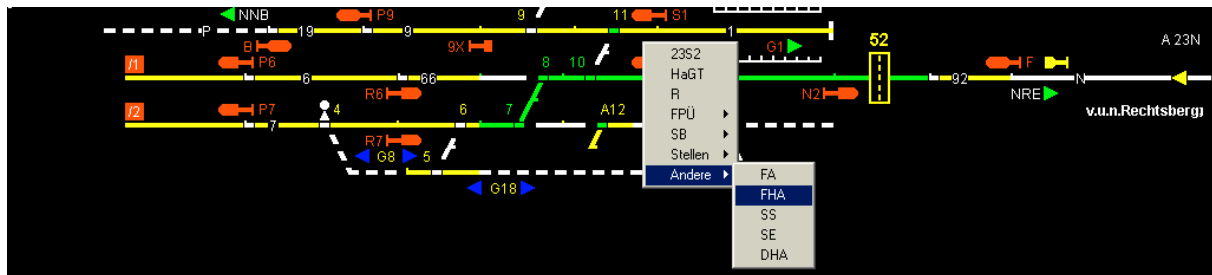 NNB P9 9 11 S1
P 19 9 1
B 9X G1 52 A 23N
/1 P6 8 10 23S2 F
HaGT
6 66 92 N
R6 R N2 NRE
/2 P7 4 6 7 A12 FPÜ v.u.n.Rechtsberg
7 SB
R7 Stellen
G8 5
Andere FA
G18 FHA
SS
SE
DHA